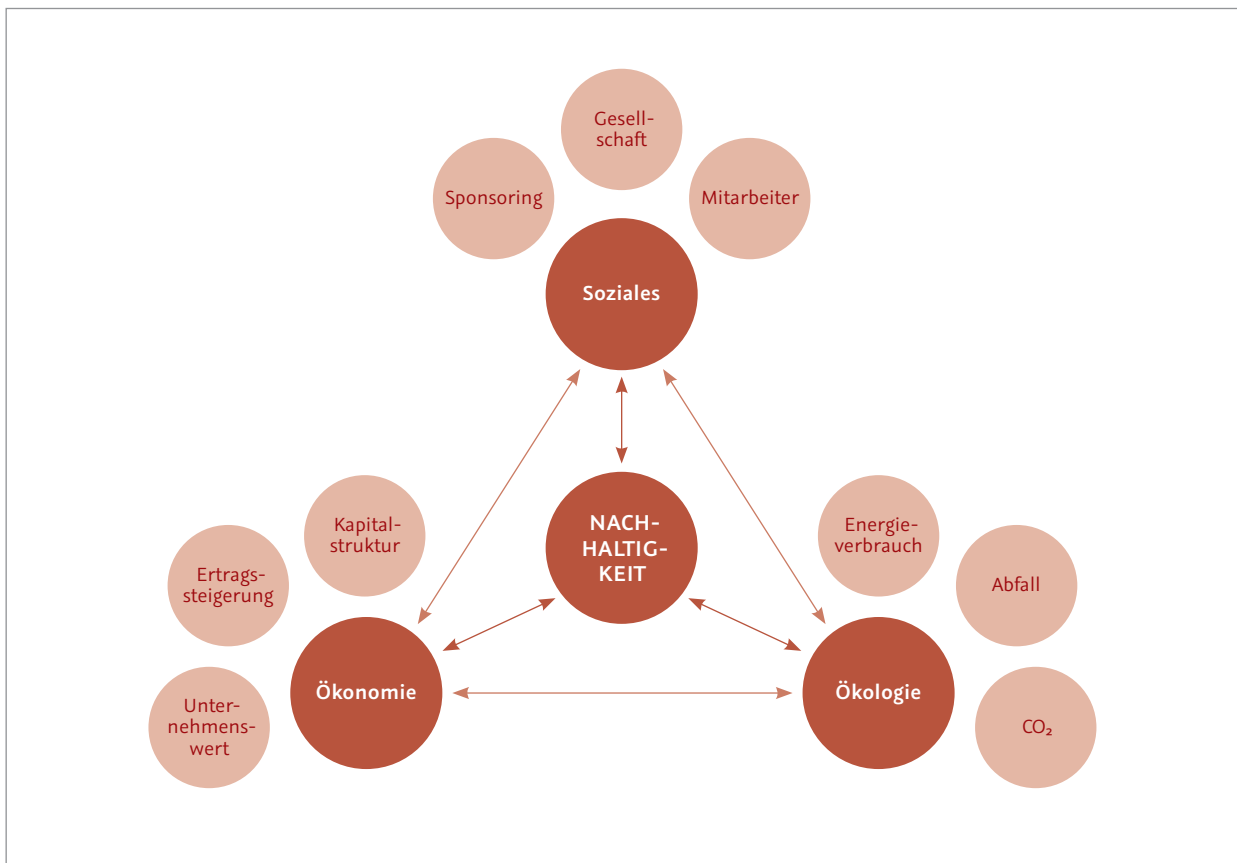 Gesell-
schaft
Sponsoring
Mitarbeiter
Soziales
Kapital-
struktur
Ertrags-
steigerung
Unter-
nehmens-
wert
Ökonomie
NACH-
HALTIG-
KEIT
Energie-
verbrauch
Abfall
CO₂
Ökologie